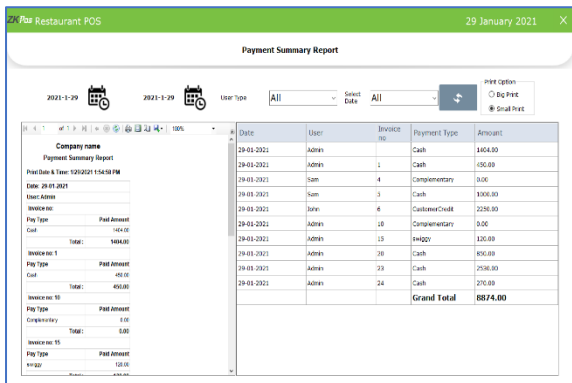 ZKPos Restaurant POS 29 January 2021 X
Payment Summary Report
2021-1-29 2021-1-29 User Type All Select Date All
Print Option
Big Print
Small Print
1 of 1 100%
Company name
Payment Summary Report
Print Date & Time: 1/29/2021 1:54:58 PM
Date: 29-01-2021
User: Admin
Invoice no:
Pay Type Paid Amount
Cash 1404.00
Total: 1404.00
Invoice no: 1
Pay Type Paid Amount
Cash 450.00
Total: 450.00
Invoice no: 10
Pay Type Paid Amount
Complementary 0.00
Total: 0.00
Invoice no: 15
Pay Type Paid Amount
swiggy 120.00
Total: 120.00
Date User Invoice no Payment Type Amount
29-01-2021 Admin Cash 1404.00
29-01-2021 Admin 1 Cash 450.00
29-01-2021 Sam 4 Complementary 0.00
29-01-2021 Sam 5 Cash 1000.00
29-01-2021 John 6 CustomerCredit 2250.00
29-01-2021 Admin 10 Complementary 0.00
29-01-2021 Admin 15 swiggy 120.00
29-01-2021 Admin 20 Cash 850.00
29-01-2021 Admin 23 Cash 2530.00
29-01-2021 Admin 24 Cash 270.00
Grand Total 8874.00